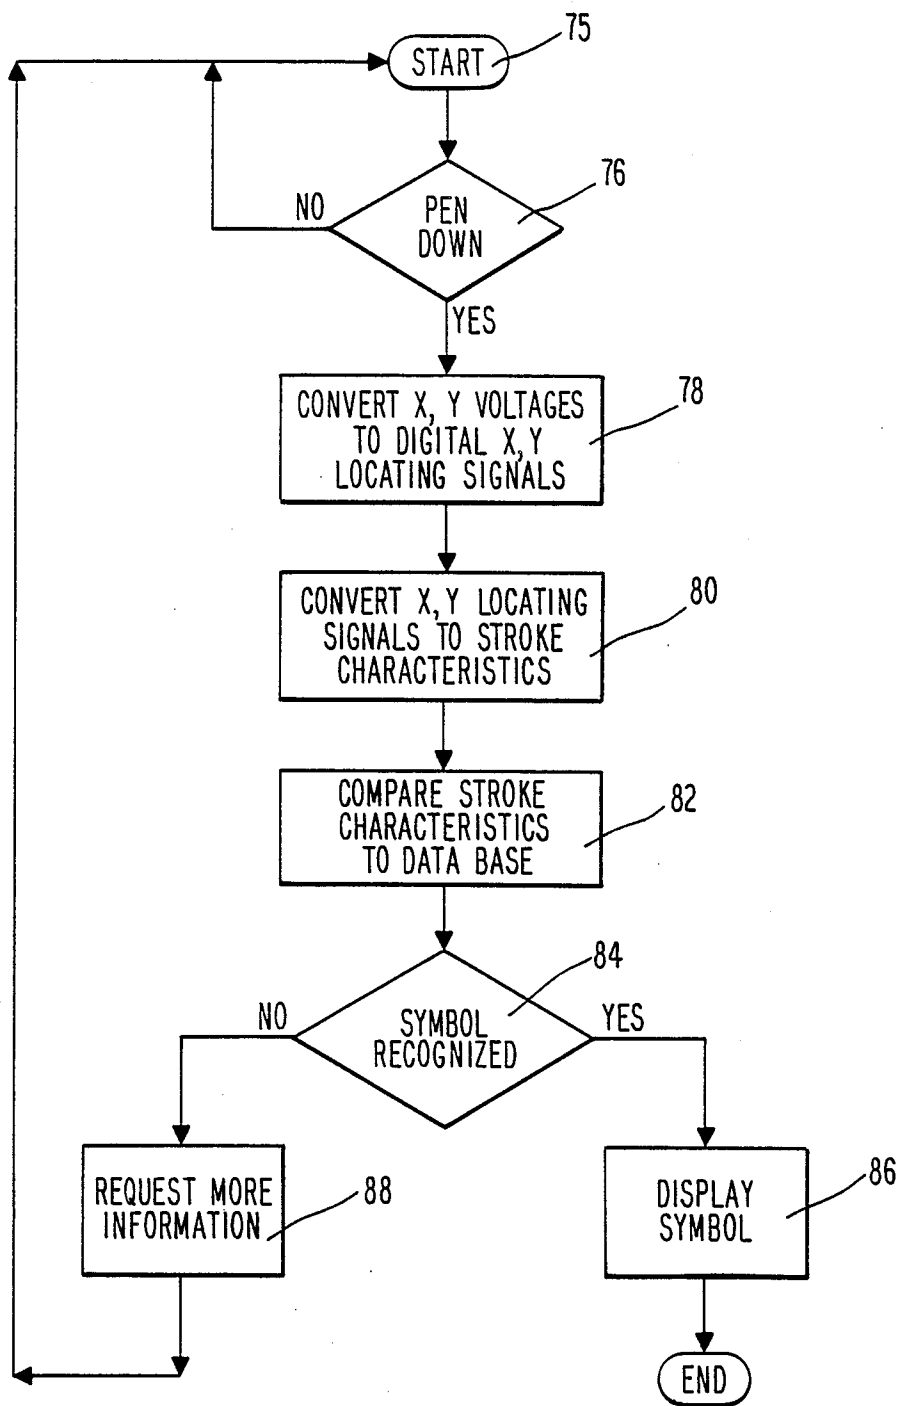 75
START
76
NO
PEN
DOWN
YES
78
CONVERT X, Y VOLTAGES
TO DIGITAL X,Y
LOCATING SIGNALS
80
CONVERT X,Y LOCATING
SIGNALS TO STROKE
CHARACTERISTICS
82
COMPARE STROKE
CHARACTERISTICS
TO DATA BASE
84
NO
YES
SYMBOL
RECOGNIZED
REQUEST MORE
INFORMATION
88
DISPLAY
SYMBOL
86
END